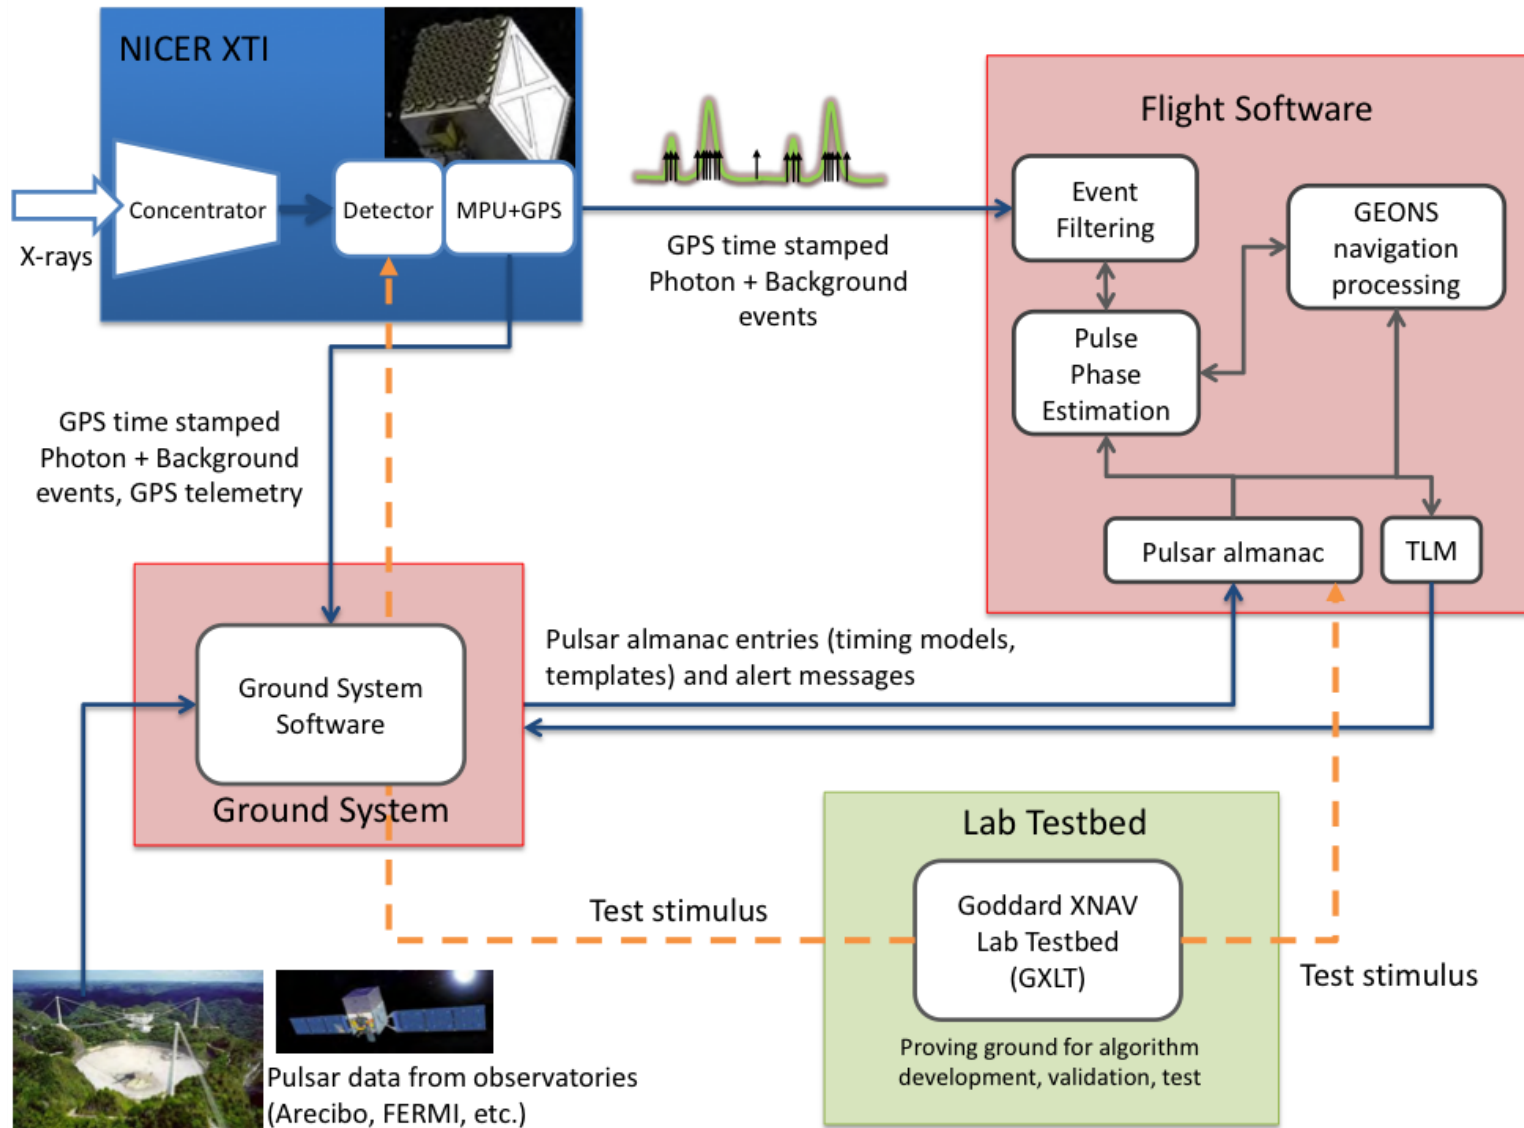 NICER XTI
X-rays
Concentrator
Detector
MPU+GPS
GPS time stamped
Photon + Background
events
Flight Software
Event
Filtering
GEONS
navigation
processing
Pulse
Phase
Estimation
Pulsar almanac
TLM
GPS time stamped
Photon + Background
events, GPS telemetry
Ground System
Software
Ground System
Pulsar almanac entries (timing models,
templates) and alert messages
Lab Testbed
Goddard XNAV
Lab Testbed
(GXLT)
Proving ground for algorithm
development, validation, test
Test stimulus
Test stimulus
Pulsar data from observatories
(Arecibo, FERMI, etc.)